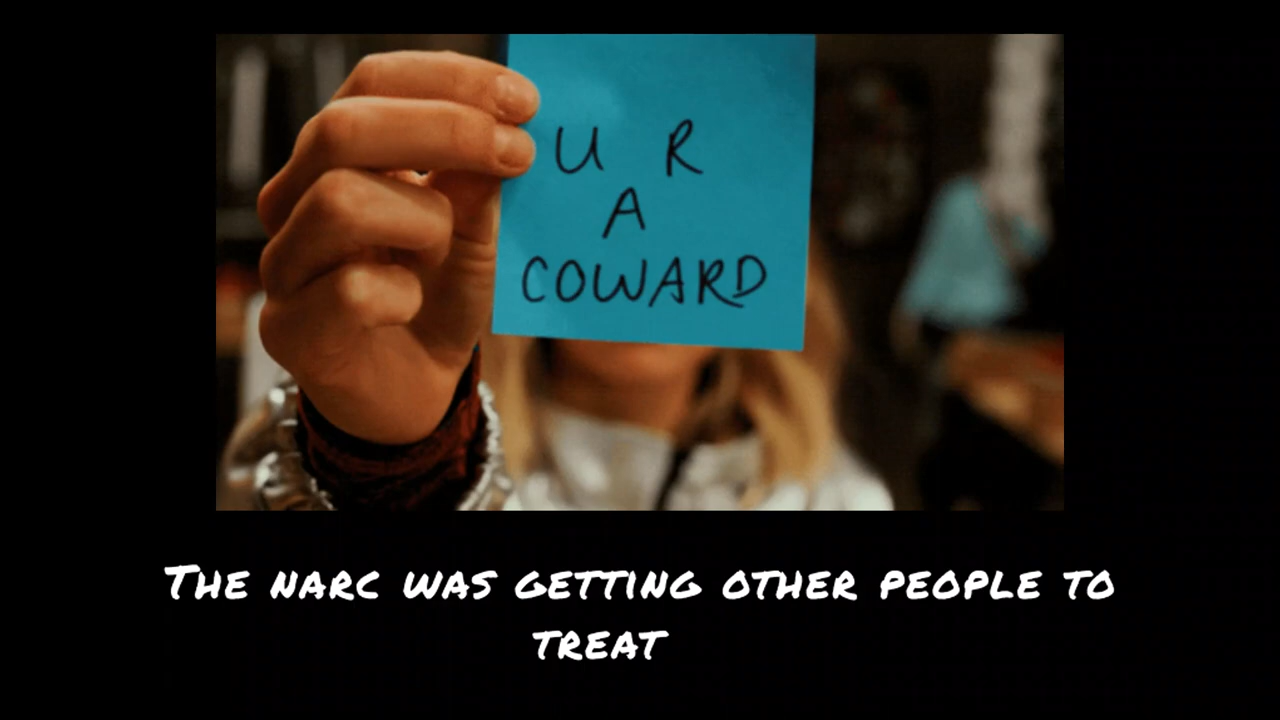 U R
A
COWARD
THE NARC WAS GETTING OTHER PEOPLE TO
TREAT